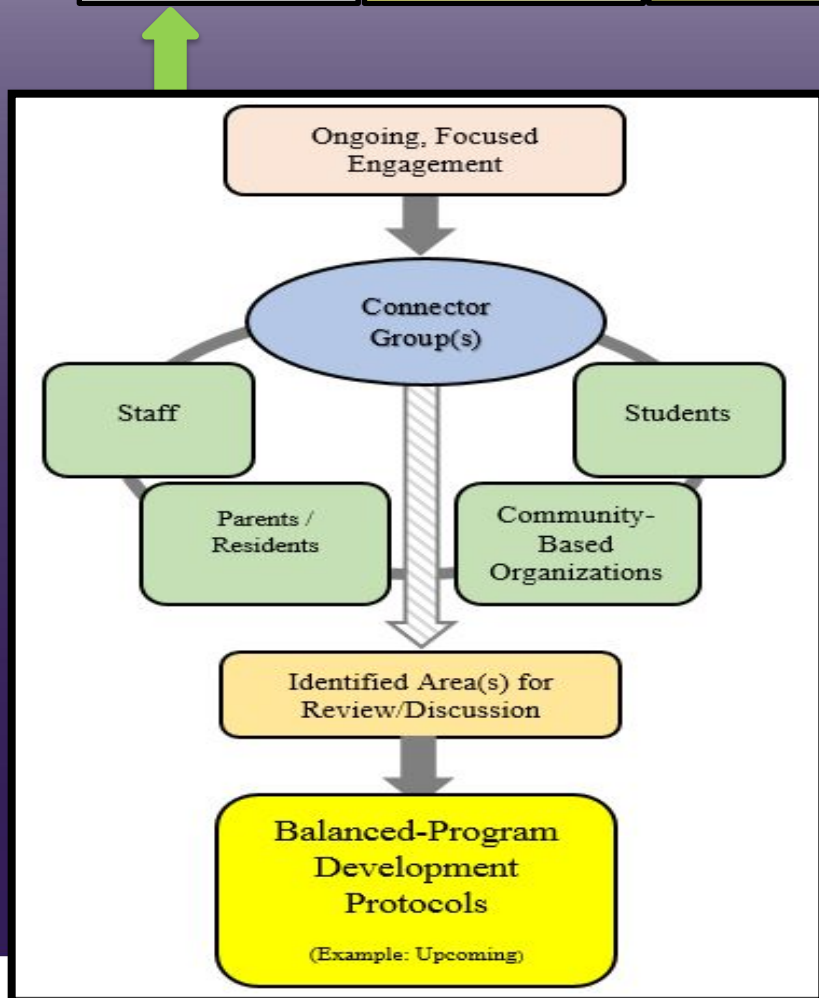 Ongoing, Focused
Engagement
Connector
Group(s)
Staff
Students
Parents /
Residents
Community-
Based
Organizations
Identified Area(s) for
Review/Discussion
Balanced-Program
Development
Protocols
(Example: Upcoming)